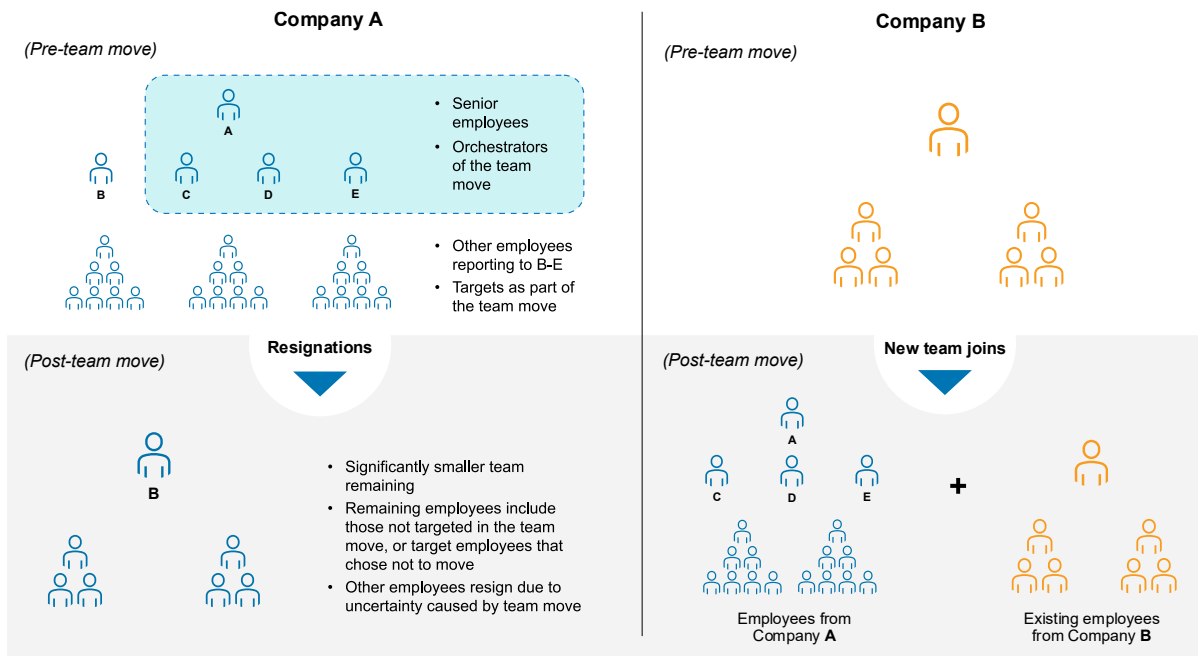 Company A
(Pre-team move)
A
B
C
D
E
• Senior
employees
• Orchestrators
of the team
move
• Other employees
reporting to B-E
• Targets as part of
the team move
Company B
(Pre-team move)
Resignations
(Post-team move)
B
• Significantly smaller team
remaining
• Remaining employees include
those not targeted in the team
move, or target employees that
chose not to move
• Other employees resign due to
uncertainty caused by team move
New team joins
(Post-team move)
A
C
D
E
+
Employees from
Company A
Existing employees
from Company B